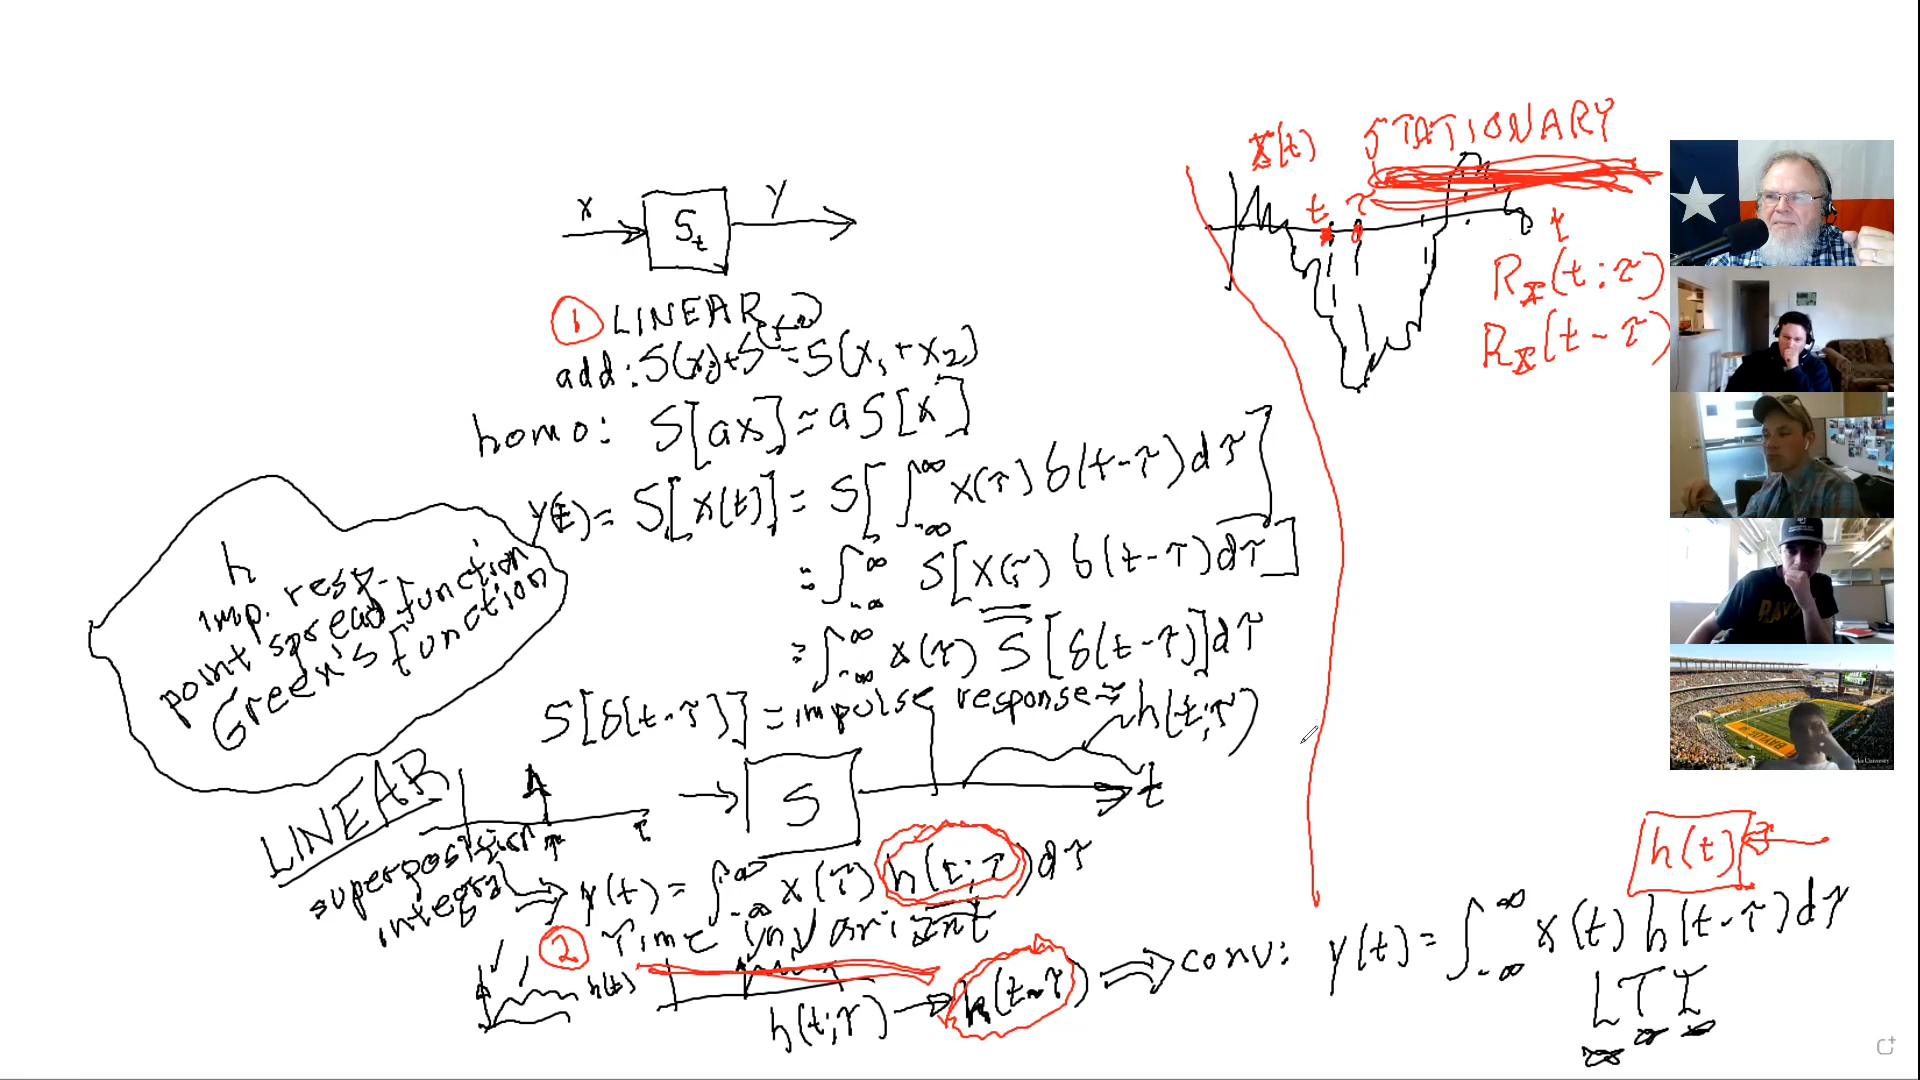 x
S_t
y
① LINEAR
add: S(x₁)+S(x₂)=S(x₁+x₂)
homo: S[ax]=aS[x]
y(t)=S[x(t)]=S[∫_{-∞}^{∞} x(τ) δ(t-τ)dτ]
=∫_{-∞}^{∞} S[x(τ) δ(t-τ)dτ]
=∫_{-∞}^{∞} x(τ) S[δ(t-τ)]dτ
S[δ(t-τ)]=impulse response=h(t;τ)
h
imp. resp.
point spread function
Green's function
LINEAR
τ
t
S
t
superposition
integral
⇒ y(t)=∫_{-∞}^{∞} x(τ) h(t;τ)dτ
② Time invariant
h(t)
h(t;τ) → h(t-τ) ⇒ conv: y(t)=∫_{-∞}^{∞} x(t) h(t-τ)dτ
LTI
h(t)
X(t) STATIONARY
t τ
t
R_X(t;τ)
R_X(t-τ)